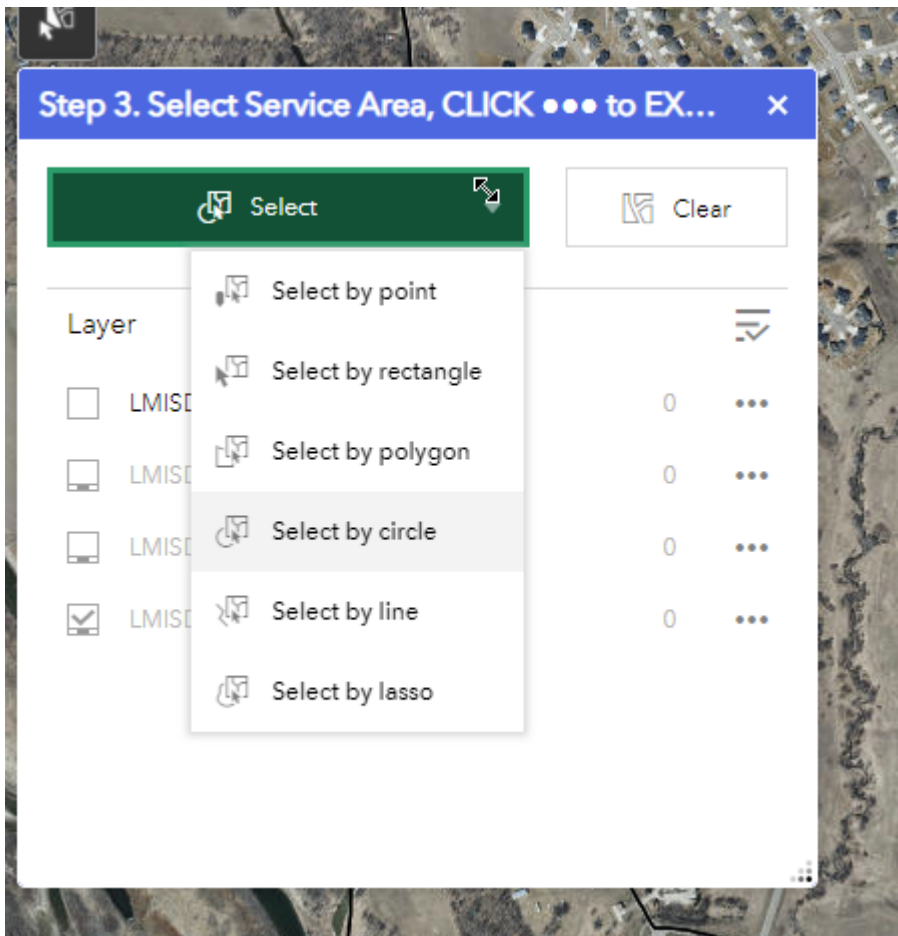 Step 3. Select Service Area, CLICK ●●● to EX...
Select
Clear
Select by point
Layer
Select by rectangle
LMISD
0
Select by polygon
LMISD
0
Select by circle
LMISD
0
Select by line
LMISD
0
Select by lasso